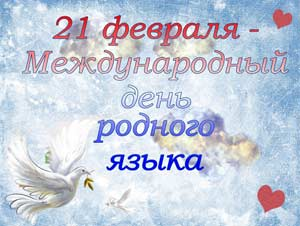 21 февраля -
Международный
день
родного
языка